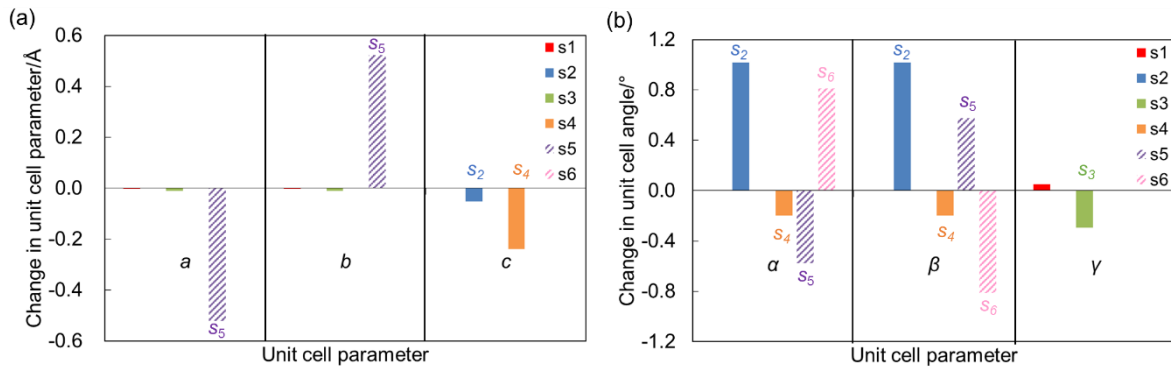 (a)
Change in unit cell parameter/Å
0.6
0.4
0.2
0.0
-0.2
-0.4
-0.6
s5
s5
s2
s4
a
b
c
s1
s2
s3
s4
s5
s6
Unit cell parameter
(b)
Change in unit cell angle/°
1.2
0.8
0.4
0.0
-0.4
-0.8
-1.2
s2
s4
s5
s6
s2
s4
s5
s6
s3
α
β
γ
s1
s2
s3
s4
s5
s6
Unit cell parameter